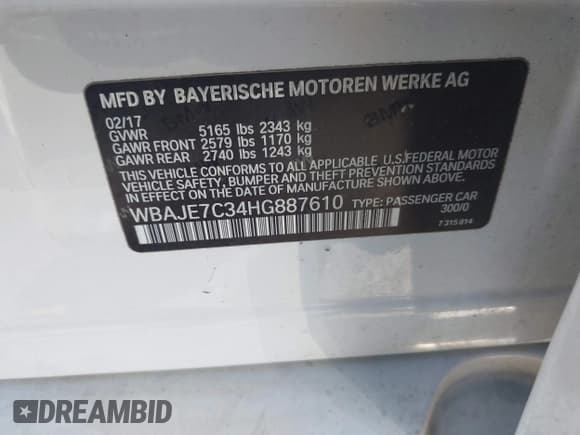 MFD BY BAYERISCHE MOTOREN WERKE AG
02/17
GVWR 5165 lbs 2343 kg
GAWR FRONT 2579 lbs 1170 kg
GAWR REAR 2740 lbs 1243 kg
THIS VEHICLE CONFORMS TO ALL APPLICABLE U.S.FEDERAL MOTOR
VEHICLE SAFETY, BUMPER, AND THEFT PREVENTION STANDARDS
IN EFFECT ON THE DATE OF MANUFACTURE SHOWN ABOVE.
WBAJE7C34HG887610 TYPE: PASSENGER CAR
300/0
7315814
DREAMBID